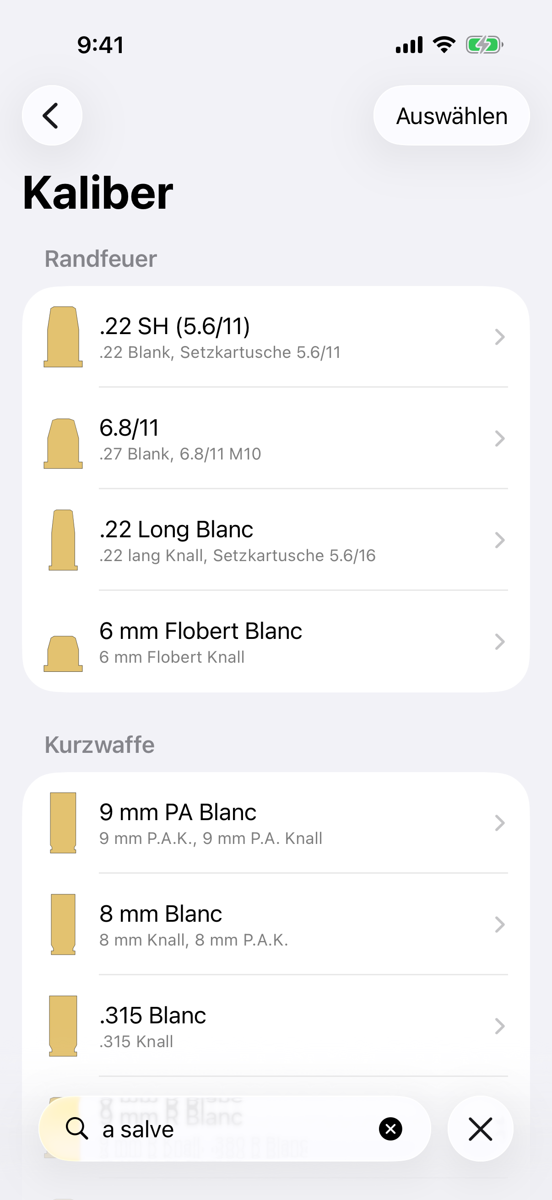 9:41
Auswählen
Kaliber
Randfeuer
.22 SH (5.6/11)
.22 Blank, Setzkartusche 5.6/11
6.8/11
.27 Blank, 6.8/11 M10
.22 Long Blanc
.22 lang Knall, Setzkartusche 5.6/16
6 mm Flobert Blanc
6 mm Flobert Knall
Kurzwaffe
9 mm PA Blanc
9 mm P.A.K., 9 mm P.A. Knall
8 mm Blanc
8 mm Knall, 8 mm P.A.K.
.315 Blanc
.315 Knall
a salve